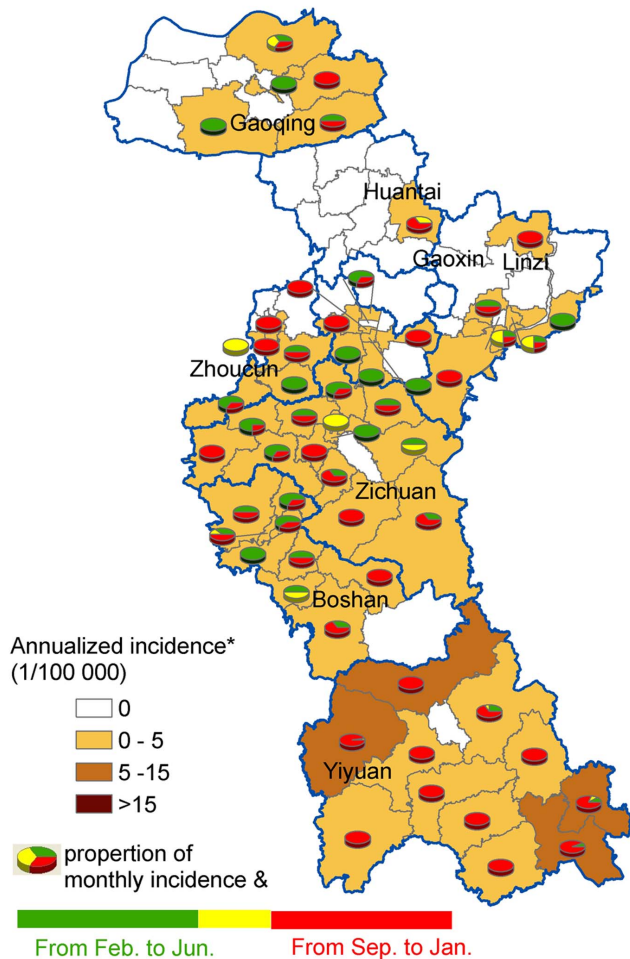 Gaoqing
Huantai
Gaoxin
Linzi
Zhoucun
Zichuan
Boshan
Annualized incidence*
(1/100 000)
0
0 - 5
5 -15
>15
Yiyuan
propertion of
monthly incidence &
From Feb. to Jun. From Sep. to Jan.